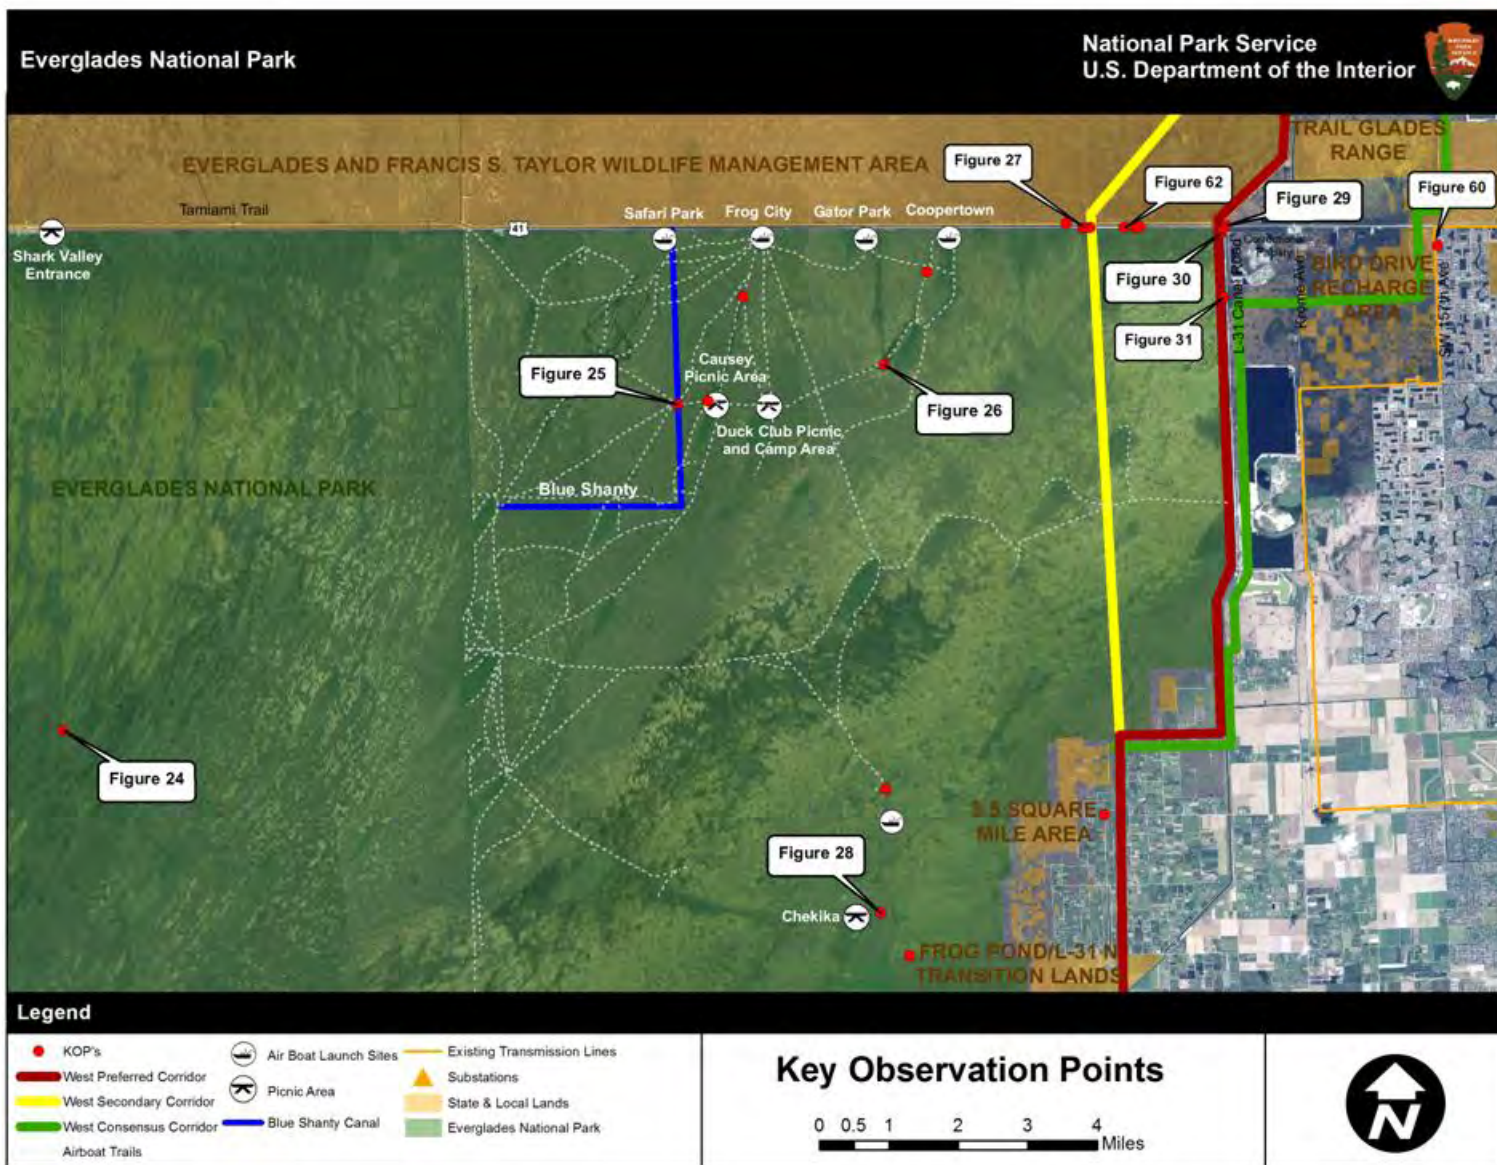 Everglades National Park
National Park Service
U.S. Department of the Interior
EVERGLADES AND FRANCIS S. TAYLOR WILDLIFE MANAGEMENT AREA
TRAIL GLADES
RANGE
Figure 27
Figure 62
Figure 29
Figure 60
Tamiami Trail
41
Safari Park
Frog City
Gator Park
Coopertown
Shark Valley
Entrance
Correctional
BIRD DRIVE
RECHARGE
AREA
Figure 30
Figure 31
L-31 Canal Road
Krome Ave
SW 157th Ave
Causey
Picnic Area
Figure 25
Figure 26
Duck Club Picnic
and Camp Area
EVERGLADES NATIONAL PARK
Blue Shanty
Figure 24
8.5 SQUARE
MILE AREA
Figure 28
Chekika
FROG POND/L-31 N
TRANSITION LANDS
Legend
KOP's
West Preferred Corridor
West Secondary Corridor
West Consensus Corridor
Airboat Trails
Air Boat Launch Sites
Picnic Area
Blue Shanty Canal
Existing Transmission Lines
Substations
State & Local Lands
Everglades National Park
Key Observation Points
0 0.5 1 2 3 4
Miles
N